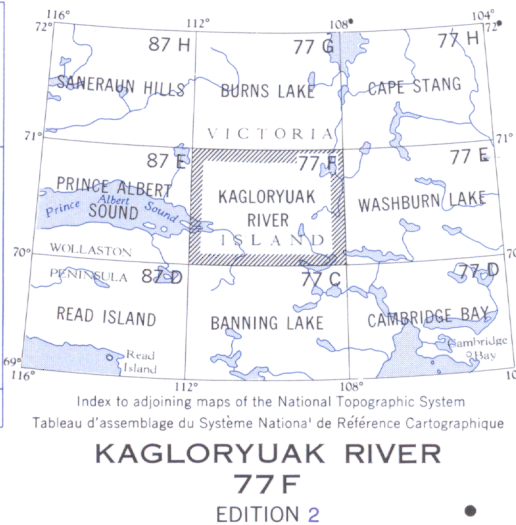 116° 112° 108° 104°
72° 72°
87 H 77 G 77 H
SANERAUN HILLS BURNS LAKE CAPE STANG
VICTORIA
71° 71°
87 E 77 F 77 E
PRINCE ALBERT
SOUND
Prince Albert Sound
KAGLORYUAK
RIVER
WASHBURN LAKE
ISLAND
WOLLASTON
70° 70
PENINSULA 87 D 77 C 77 D
READ ISLAND BANNING LAKE CAMBRIDGE BAY
Cambridge
Bay
Read
Island
69°
116° 112° 108° 10
Index to adjoining maps of the National Topographic System
Tableau d'assemblage du Système National de Référence Cartographique
KAGLORYUAK RIVER
77 F
EDITION 2